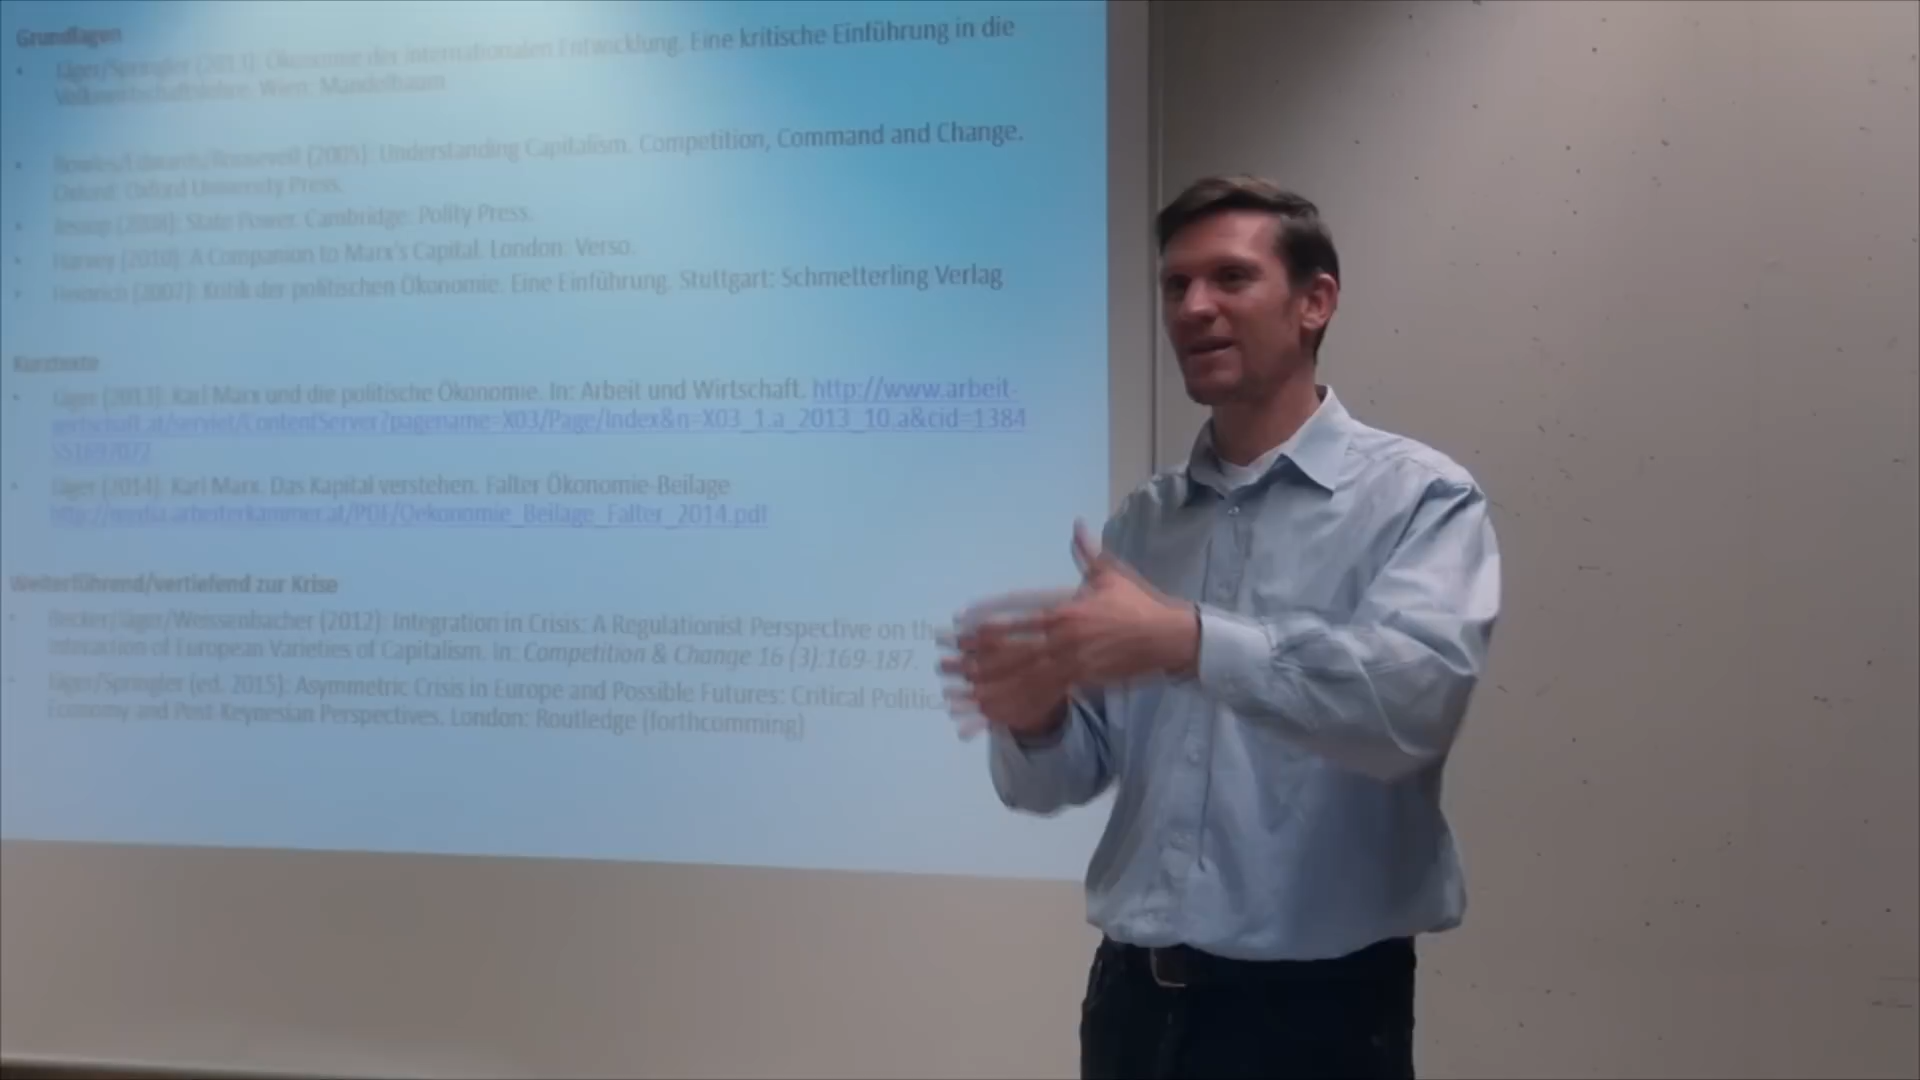 Grundlagen
• Jäger/Springler (2013): Ökonomie der internationalen Entwicklung. Eine kritische Einführung in die
Volkswirtschaftslehre. Wien: Mandelbaum
• Bowles/Edwards/Roosevelt (2005): Understanding Capitalism. Competition, Command and Change.
Oxford: Oxford University Press.
• Jessop (2008): State Power. Cambridge: Polity Press.
• Harvey (2010): A Companion to Marx's Capital. London: Verso.
• Heinrich (2007): Kritik der politischen Ökonomie. Eine Einführung. Stuttgart: Schmetterling Verlag
Kurztexte
• Jäger (2013): Karl Marx und die politische Ökonomie. In: Arbeit und Wirtschaft. http://www.arbeit-
wirtschaft.at/servlet/ContentServer?pagename=X03/Page/Index&n=X03_1.a_2013_10.a&cid=1384
551697072
• Jäger (2014): Karl Marx. Das Kapital verstehen. Falter Ökonomie-Beilage
http://media.arbeiterkammer.at/PDF/Oekonomie_Beilage_Falter_2014.pdf
Weiterführend/vertiefend zur Krise
• Becker/Jäger/Weissenbacher (2012): Integration in Crisis: A Regulationist Perspective on the
Interaction of European Varieties of Capitalism. In: Competition & Change 16 (3):169-187.
• Jäger/Springler (ed. 2015): Asymmetric Crisis in Europe and Possible Futures: Critical Politic
Economy and Post-Keynesian Perspectives. London: Routledge (forthcomming)